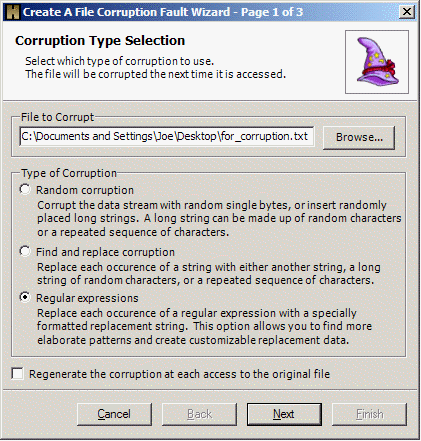 Create A File Corruption Fault Wizard - Page 1 of 3
Corruption Type Selection
Select which type of corruption to use.
The file will be corrupted the next time it is accessed.
File to Corrupt
C:\Documents and Settings\Joe\Desktop\for_corruption.txt
Browse...
Type of Corruption
Random corruption
Corrupt the data stream with random single bytes, or insert randomly
placed long strings. A long string can be made up of random characters
or a repeated sequence of characters.
Find and replace corruption
Replace each occurence of a string with either another string, a long
string of random characters, or a repeated sequence of characters.
Regular expressions
Replace each occurence of a regular expression with a specially
formatted replacement string. This option allows you to find more
elaborate patterns and create customizable replacement data.
Regenerate the corruption at each access to the original file
Cancel
Back
Next
Finish